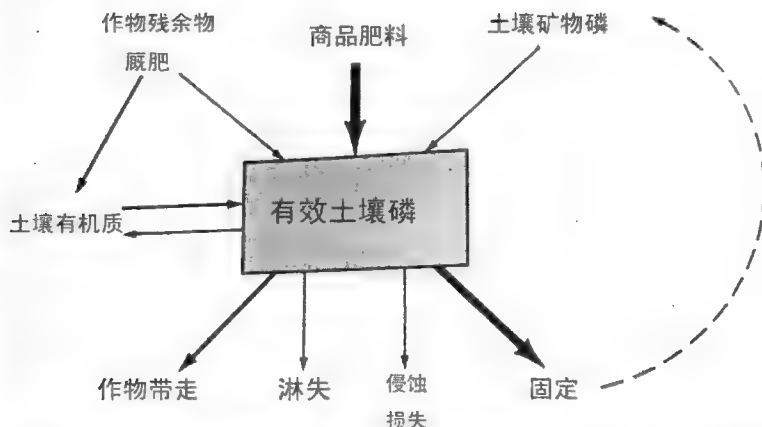 作物残余物
厩肥
商品肥料
土壤矿物磷
土壤有机质
有效土壤磷
作物带走
淋失
侵蚀
损失
固定